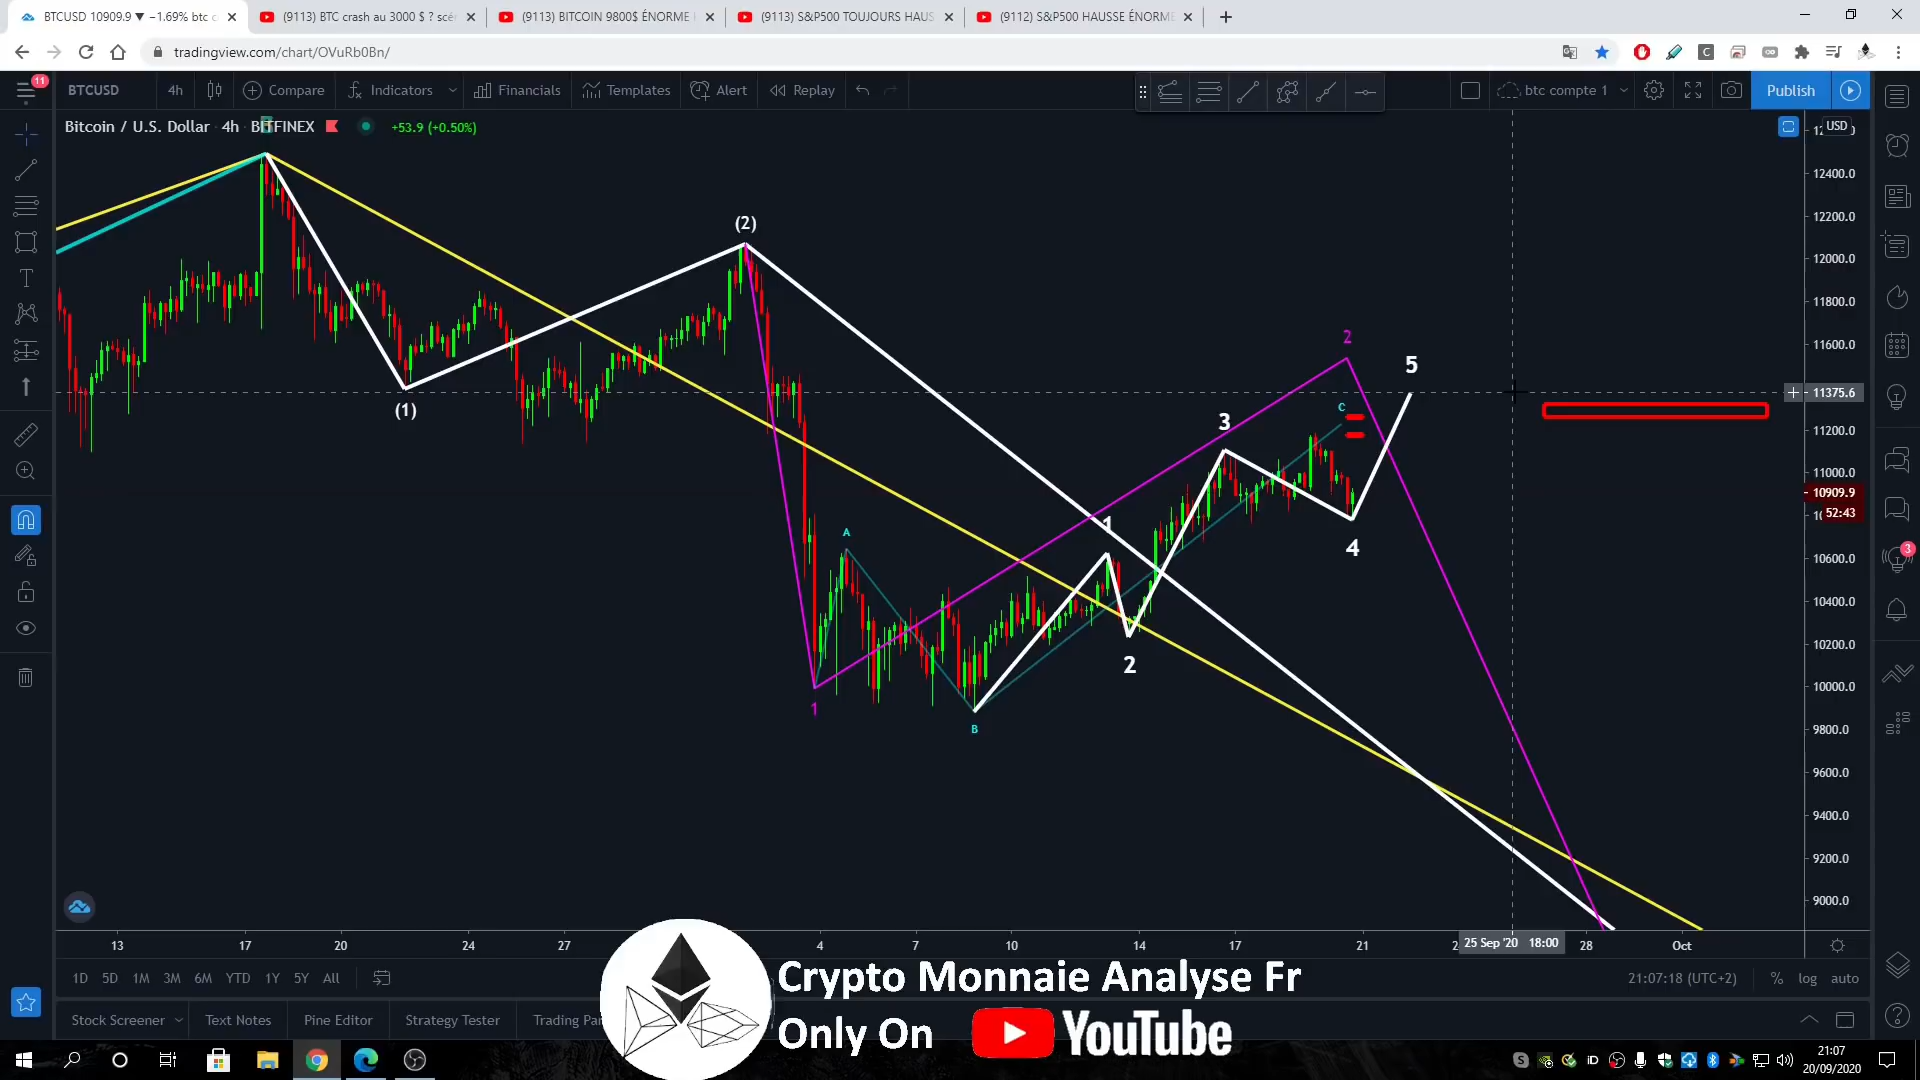 BTCUSD 10909.9 ▼ −1.69% btc c
(9113) BTC crash au 3000 $ ? scé
(9113) BITCOIN 9800$ ÉNORME
(9113) S&P500 TOUJOURS HAUS
(9112) S&P500 HAUSSE ÉNORME
tradingview.com/chart/OVuRb0Bn/
11
BTCUSD
4h
Compare
Indicators
Financials
Templates
Alert
Replay
btc compte 1
Publish
Bitcoin / U.S. Dollar 4h BITFINEX
+53.9 (+0.50%)
USD
12400.0
12200.0
12000.0
11800.0
11600.0
11375.6
11200.0
11000.0
10909.9
52:43
10600.0
10400.0
10200.0
10000.0
9800.0
9600.0
9400.0
9200.0
9000.0
(2)
(1)
2
5
C
3
1
A
4
2
1
B
3
13
17
20
24
27
4
7
10
14
17
21
25 Sep '20 18:00
28
Oct
1D 5D 1M 3M 6M YTD 1Y 5Y All
21:07:18 (UTC+2)
% log auto
Stock Screener
Text Notes
Pine Editor
Strategy Tester
Trading Pan
Crypto Monnaie Analyse Fr
Only On YouTube
21:07
20/09/2020